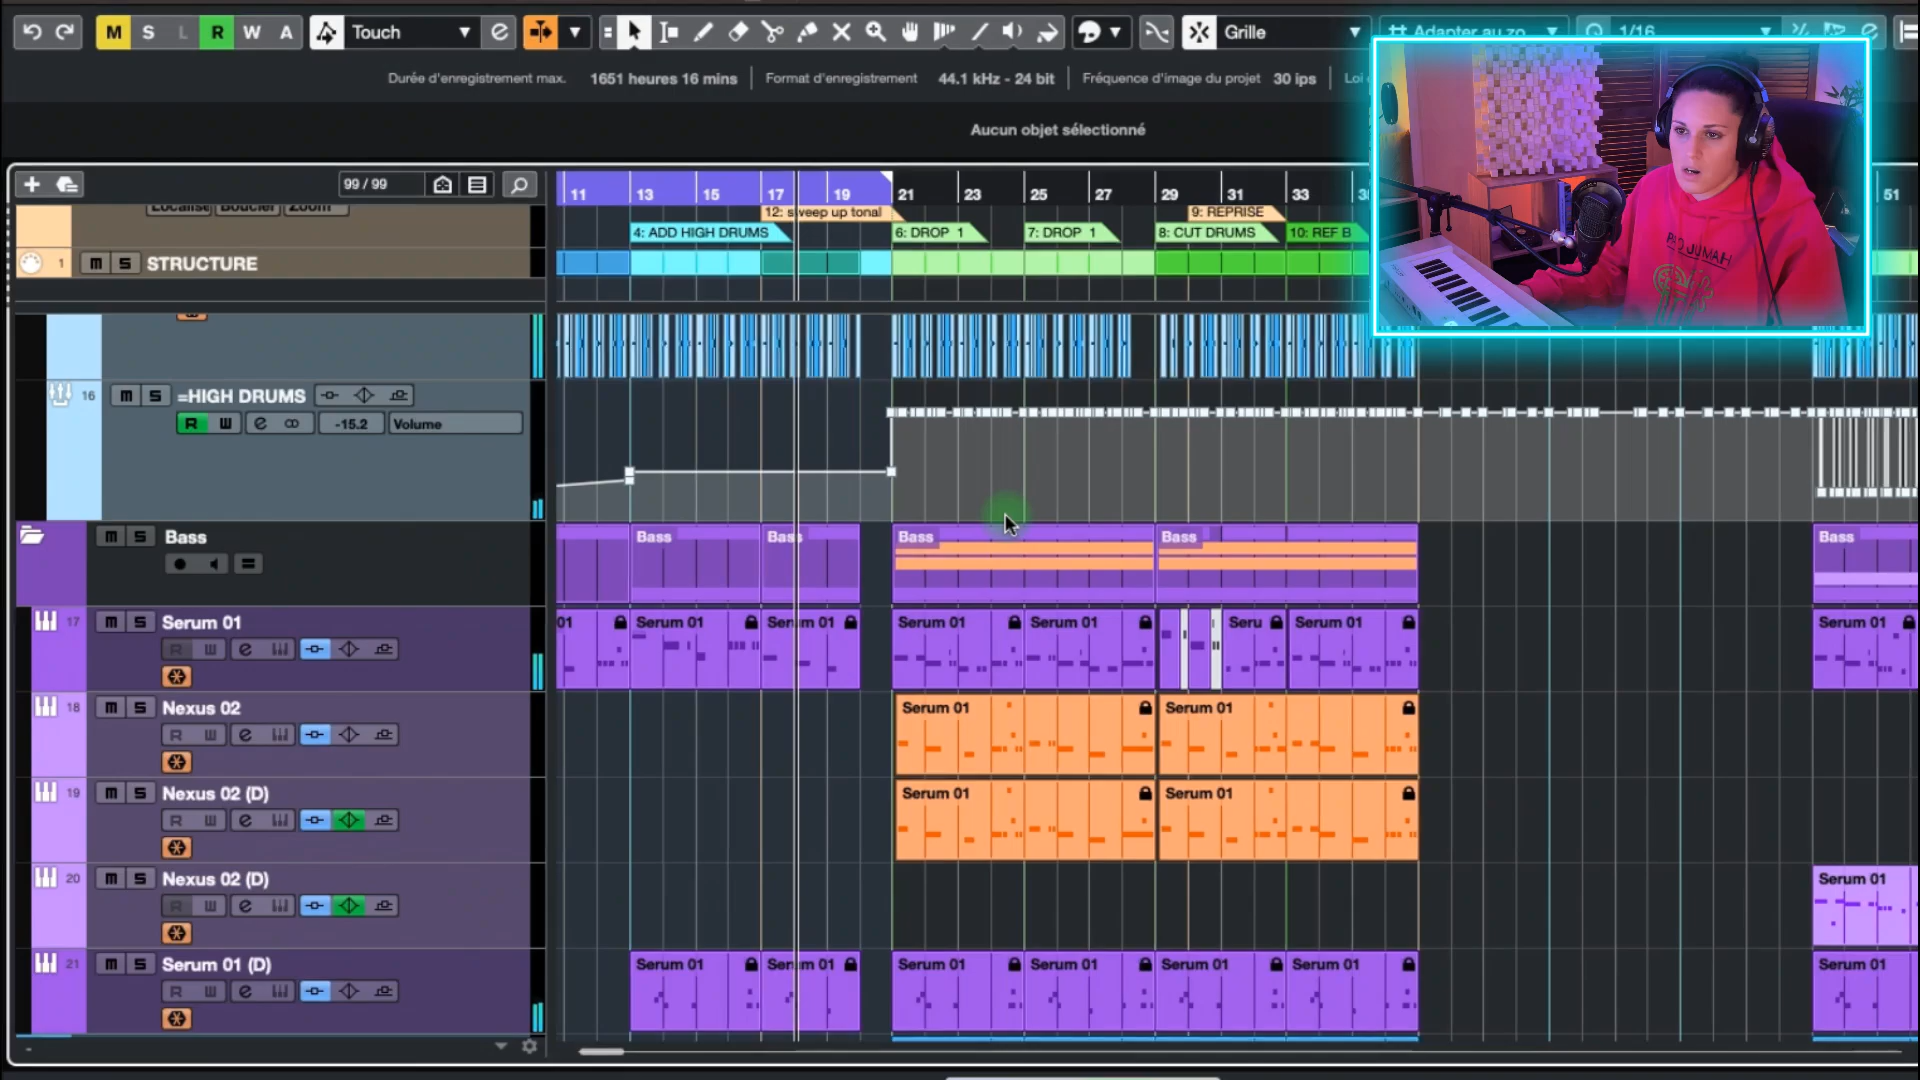 M S L R W A Touch Grille Adapter au zo 1/16
Durée d'enregistrement max. 1651 heures 16 mins Format d'enregistrement 44.1 kHz - 24 bit Fréquence d'image du projet 30 ips Loi
Aucun objet sélectionné
99 / 99
11 13 15 17 19 21 23 25 27 29 31 33 51
Localise Boucler Zoom
12: sweep up tonal 9: REPRISE
4: ADD HIGH DRUMS 6: DROP 1 7: DROP 1 8: CUT DRUMS 10: REF B
1 m S STRUCTURE
16 m S =HIGH DRUMS
R W e -15.2 Volume
m S Bass
Bass Bass Bass Bass Bass
17 m S Serum 01
R W e
01 Serum 01 Serum 01 Serum 01 Serum 01 Seru Serum 01 Serum 01
18 m S Nexus 02
R W e
Serum 01 Serum 01
19 m S Nexus 02 (D)
R W e
Serum 01 Serum 01
20 m S Nexus 02 (D)
R W e
Serum 01
21 m S Serum 01 (D)
R W e
Serum 01 Serum 01 Serum 01 Serum 01 Serum 01 Serum 01 Serum 01